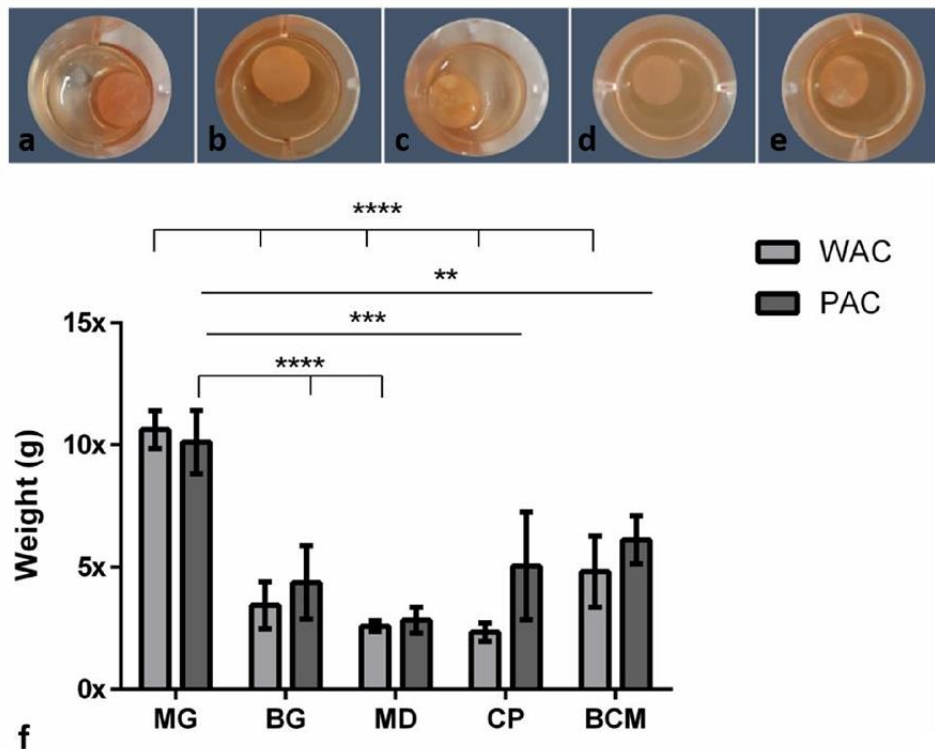 a b c d e
****
WAC
**
PAC
15x
***
****
10x
Weight (g)
5x
0x
MG BG MD CP BCM
f